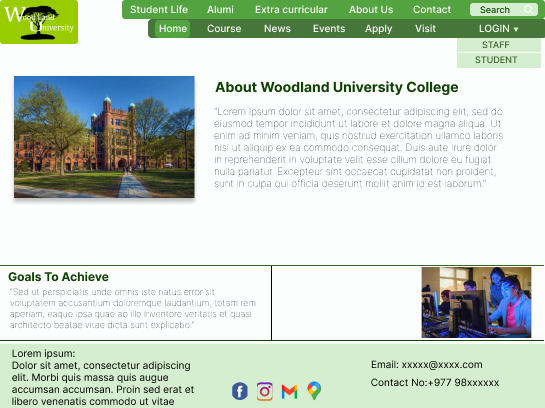 Student Life Alumi Extra curricular About Us Contact Search
Wood Land
University
Home Course News Events Apply Visit LOGIN ▼
STAFF
STUDENT
About Woodland University College
"Lorem ipsum dolor sit amet, consectetur adipiscing elit, sed do
eiusmod tempor incididunt ut labore et dolore magna aliqua. Ut
enim ad minim veniam, quis nostrud exercitation ullamco laboris
nisi ut aliquip ex ea commodo consequat. Duis aute irure dolor
in reprehenderit in voluptate velit esse cillum dolore eu fugiat
nulla pariatur. Excepteur sint occaecat cupidatat non proident,
sunt in culpa qui officia deserunt mollit anim id est laborum."
Goals To Achieve
"Sed ut perspiciatis unde omnis iste natus error sit
voluptatem accusantium doloremque laudantium, totam rem
aperiam, eaque ipsa quae ab illo inventore veritatis et quasi
architecto beatae vitae dicta sunt explicabo."
Lorem ipsum:
Dolor sit amet, consectetur adipiscing
elit. Morbi quis massa quis augue
accumsan accumsan. Proin sed erat et
libero venenatis commodo ut vitae
Email: xxxxx@xxxx.com
Contact No:+977 98xxxxxx